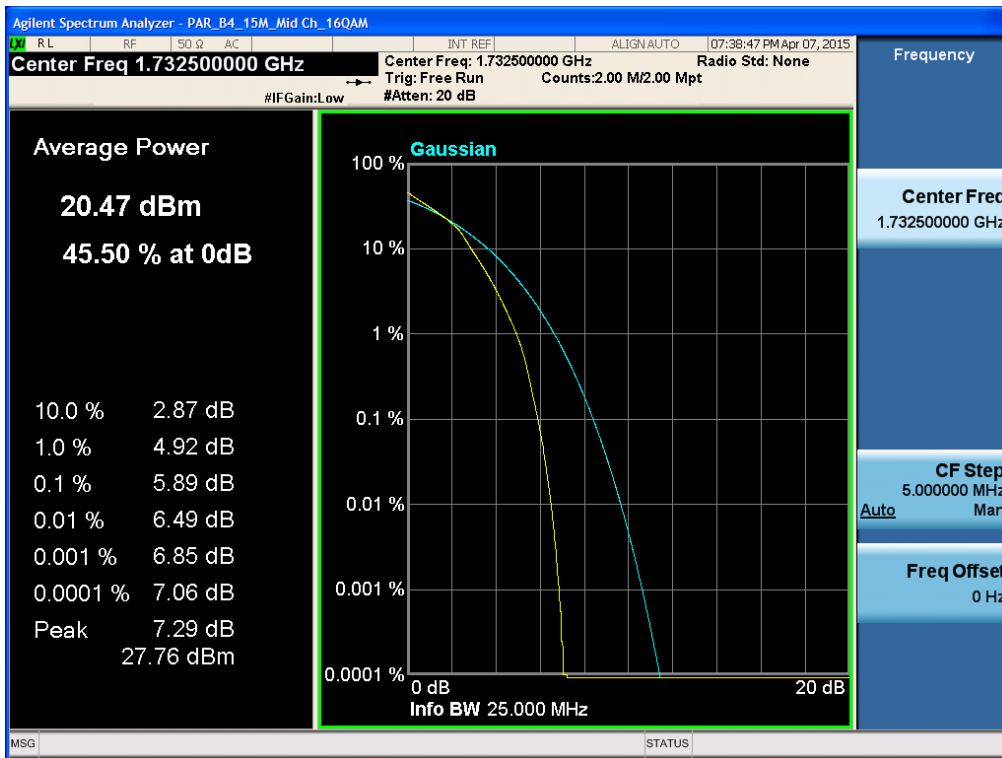 Agilent Spectrum Analyzer - PAR_B4_15M_Mid Ch_16QAM
LXI RL RF 50 Ω AC INT REF ALIGNAUTO 07:38:47 PM Apr 07, 2015
Center Freq 1.732500000 GHz
Center Freq: 1.732500000 GHz Radio Std: None
Trig: Free Run Counts:2.00 M/2.00 Mpt
#IFGain:Low #Atten: 20 dB
Frequency
Average Power
20.47 dBm
45.50 % at 0dB
10.0 % 2.87 dB
1.0 % 4.92 dB
0.1 % 5.89 dB
0.01 % 6.49 dB
0.001 % 6.85 dB
0.0001 % 7.06 dB
Peak 7.29 dB
27.76 dBm
Gaussian
100 %
10 %
1 %
0.1 %
0.01 %
0.001 %
0.0001 %
0 dB 20 dB
Info BW 25.000 MHz
Center Freq
1.732500000 GHz
CF Step
5.000000 MHz
Auto Man
Freq Offset
0 Hz
MSG STATUS